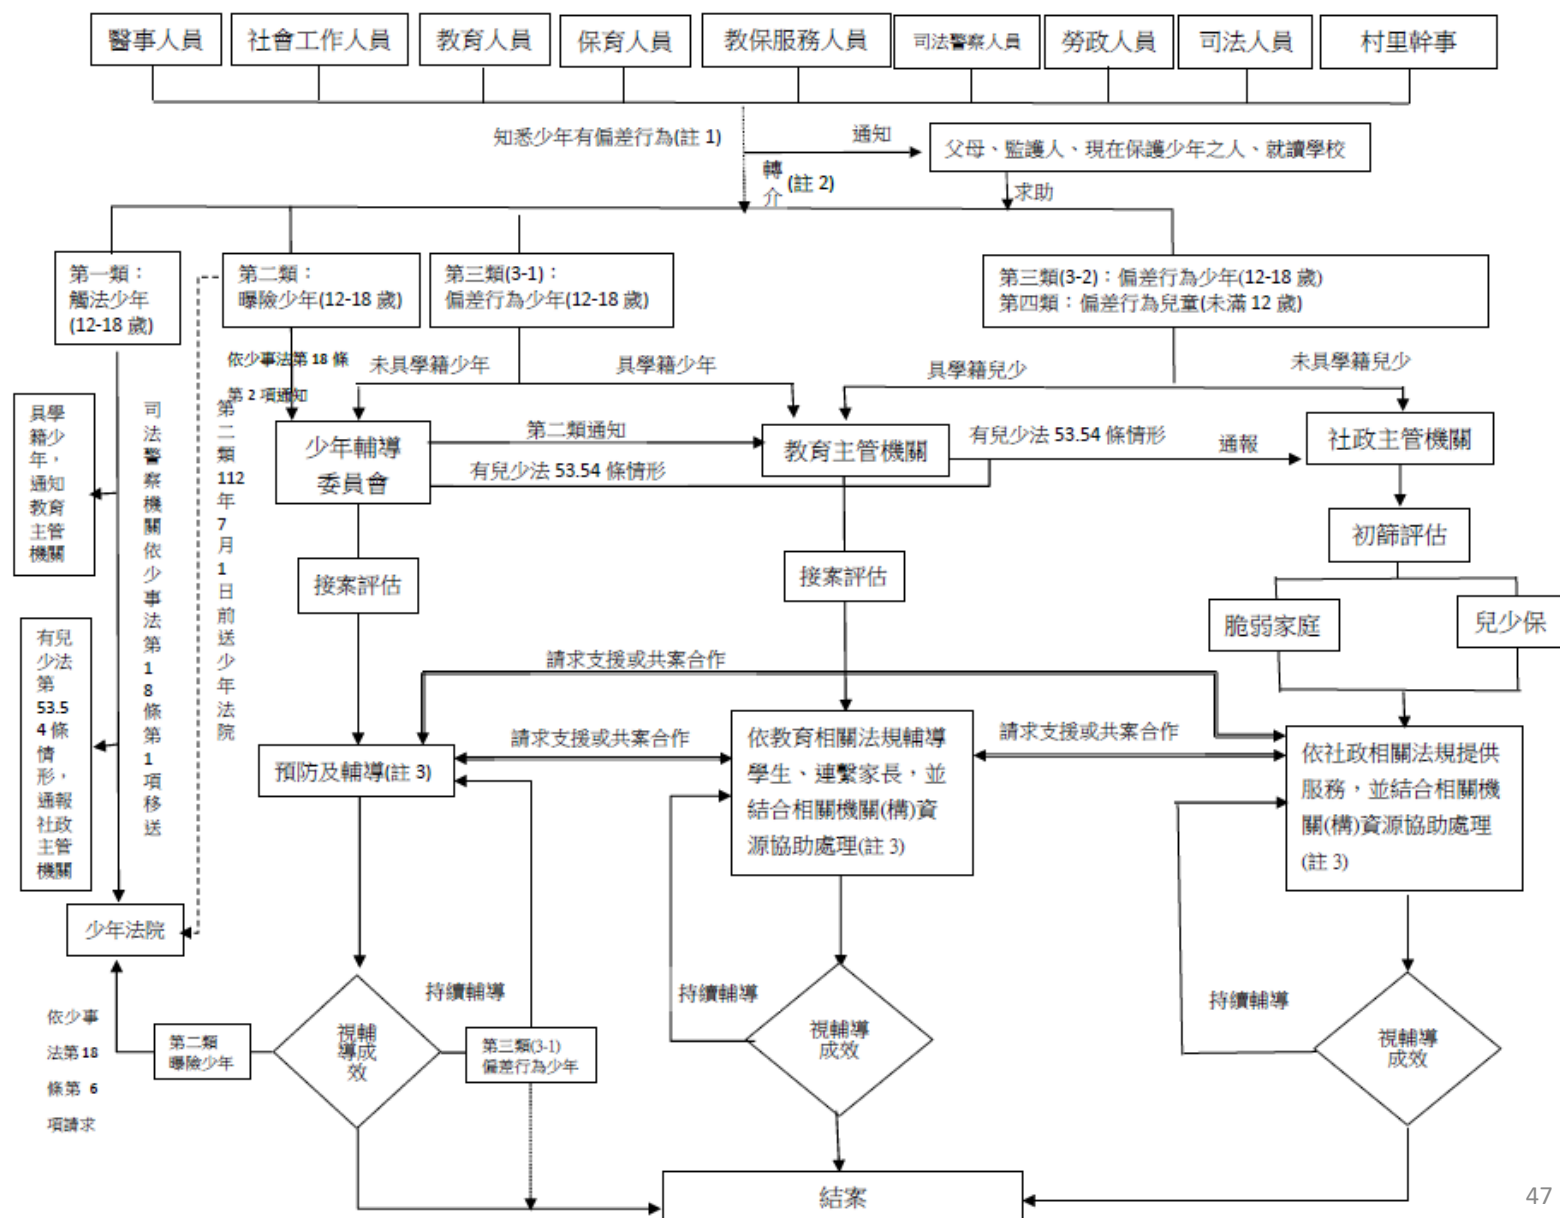 醫事人員
社會工作人員
教育人員
保育人員
教保服務人員
司法警察人員
勞政人員
司法人員
村里幹事
知悉少年有偏差行為(註 1)
通知
父母、監護人、現在保護少年之人、就讀學校
轉
介
(註 2)
求助
第一類：
觸法少年
(12-18 歲)
第二類：
曝險少年(12-18 歲)
第三類(3-1)：
偏差行為少年(12-18 歲)
第三類(3-2)：偏差行為少年(12-18 歲)
第四類：偏差行為兒童(未滿 12 歲)
依少事法第 18 條
第 2 項通知
未具學籍少年
具學籍少年
具學籍兒少
未具學籍兒少
具學
籍少
年，
通知
教育
主管
機關
司
法
警
察
機
關
依
少
事
法
第
1
8
條
第
1
項
移
送
第
二
類
112
年
7
月
1
日
前
送
少
年
法
院
少年輔導
委員會
第二類通知
有兒少法 53.54 條情形
教育主管機關
有兒少法 53.54 條情形
通報
社政主管機關
初篩評估
接案評估
接案評估
脆弱家庭
兒少保
有兒
少法
第
53.5
4 條
情
形，
通報
社政
主管
機關
請求支援或共案合作
請求支援或共案合作
請求支援或共案合作
預防及輔導(註 3)
依教育相關法規輔導
學生、連繫家長，並
結合相關機關(構)資
源協助處理(註 3)
依社政相關法規提供
服務，並結合相關機
關(構)資源協助處理
(註 3)
少年法院
持續輔導
持續輔導
持續輔導
依少事
法第 18
條第 6
項請求
第二類
曝險少年
視輔
導成
效
第三類(3-1)
偏差行為少年
視輔導
成效
視輔導
成效
結案
47